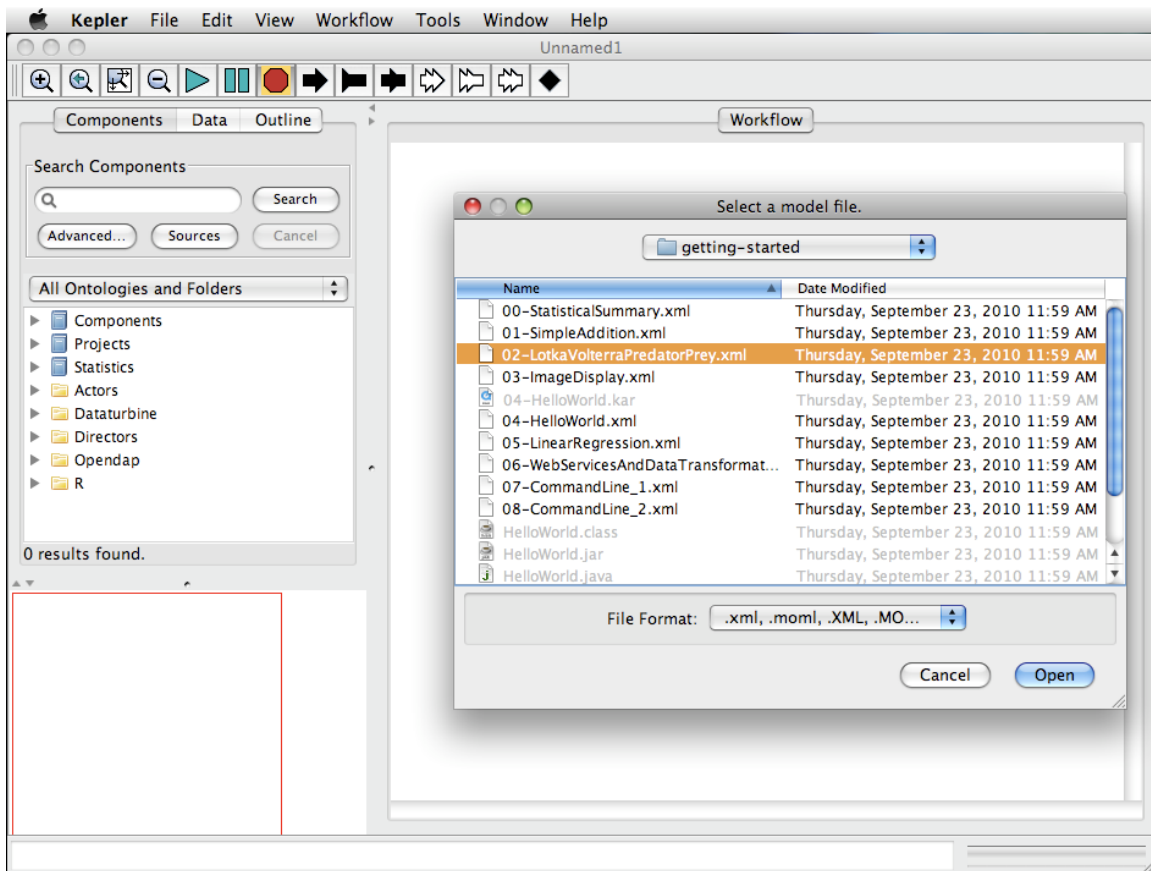 Kepler File Edit View Workflow Tools Window Help
Unnamed1
Components Data Outline
Workflow
Search Components
Search
Advanced... Sources Cancel
All Ontologies and Folders
Components
Projects
Statistics
Actors
Dataturbine
Directors
Opendap
R
0 results found.
Select a model file.
getting-started
Name Date Modified
00-StatisticalSummary.xml Thursday, September 23, 2010 11:59 AM
01-SimpleAddition.xml Thursday, September 23, 2010 11:59 AM
02-LotkaVolterraPredatorPrey.xml Thursday, September 23, 2010 11:59 AM
03-ImageDisplay.xml Thursday, September 23, 2010 11:59 AM
04-HelloWorld.kar Thursday, September 23, 2010 11:59 AM
04-HelloWorld.xml Thursday, September 23, 2010 11:59 AM
05-LinearRegression.xml Thursday, September 23, 2010 11:59 AM
06-WebServicesAndDataTransformat... Thursday, September 23, 2010 11:59 AM
07-CommandLine_1.xml Thursday, September 23, 2010 11:59 AM
08-CommandLine_2.xml Thursday, September 23, 2010 11:59 AM
HelloWorld.class Thursday, September 23, 2010 11:59 AM
HelloWorld.jar Thursday, September 23, 2010 11:59 AM
HelloWorld.java Thursday, September 23, 2010 11:59 AM
File Format: .xml, .moml, .XML, .MO...
Cancel Open